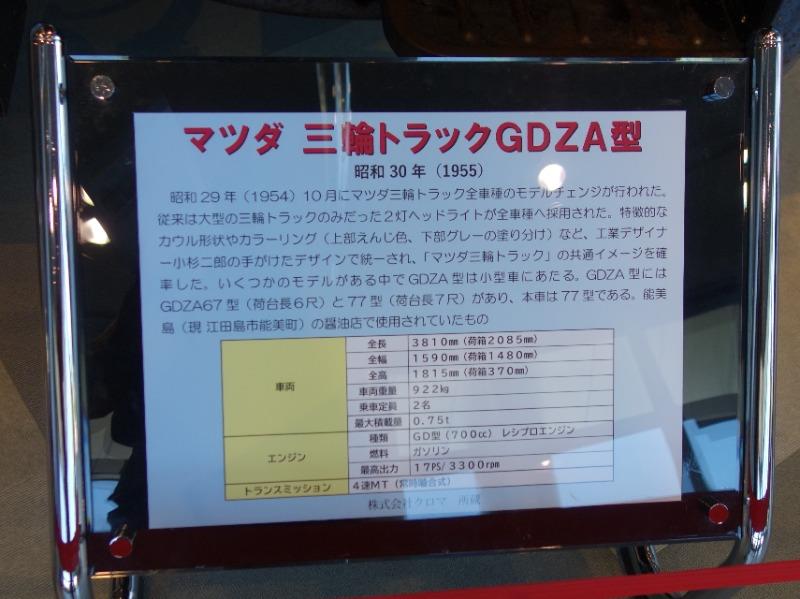 マツダ 三輪トラックGDZA型
昭和30年（1955）
昭和29年（1954）10月にマツダ三輪トラック全車種のモデルチェンジが行われた。
従来は大型の三輪トラックのみだった2灯ヘッドライトが全車種へ採用された。特徴的な
カウル形状やカラーリング（上部えんじ色、下部グレーの塗り分け）など、工業デザイナ
ー小杉二郎の手がけたデザインで統一され、「マツダ三輪トラック」の共通イメージを確
率した。いくつかのモデルがある中でGDZA型は小型車にあたる。GDZA型には
GDZA67型（荷台長6尺）と77型（荷台長7尺）があり、本車は77型である。能美
島（現 江田島市能美町）の醤油店で使用されていたもの
車両 全長 3810㎜（荷箱2085㎜）
全幅 1590㎜（荷箱1480㎜）
全高 1815㎜（荷箱370㎜）
車両重量 922㎏
乗車定員 2名
最大積載量 0.75t
エンジン 種類 GD型（700㏄） レシプロエンジン
燃料 ガソリン
最高出力 17PS/3300rpm
トランスミッション 4速MT（常時噛合式）
株式会社クロマ 所蔵